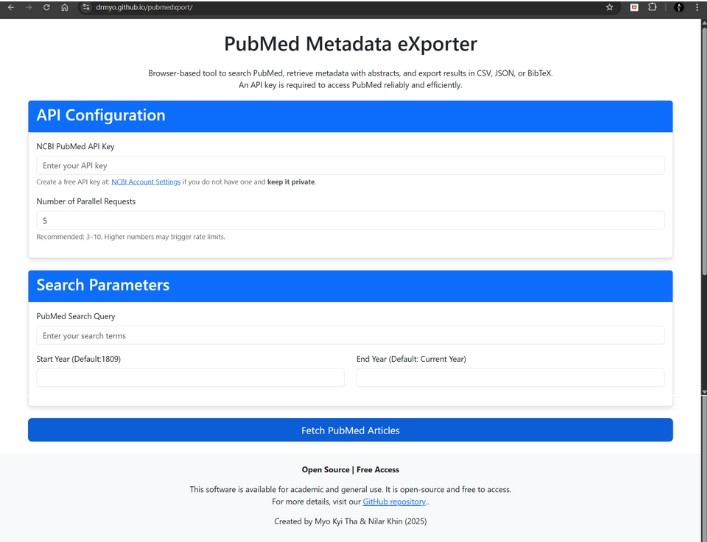 drmyo.github.io/pubmedxport/
PubMed Metadata eXporter
Browser-based tool to search PubMed, retrieve metadata with abstracts, and export results in CSV, JSON, or BibTeX.
An API key is required to access PubMed reliably and efficiently.
API Configuration
NCBI PubMed API Key
Enter your API key
Create a free API key at: NCBI Account Settings if you do not have one and keep it private.
Number of Parallel Requests
5
Recommended: 3–10. Higher numbers may trigger rate limits.
Search Parameters
PubMed Search Query
Enter your search terms
Start Year (Default:1809) End Year (Default: Current Year)
Fetch PubMed Articles
Open Source | Free Access
This software is available for academic and general use. It is open-source and free to access.
For more details, visit our GitHub repository..
Created by Myo Kyi Tha & Nilar Khin (2025)